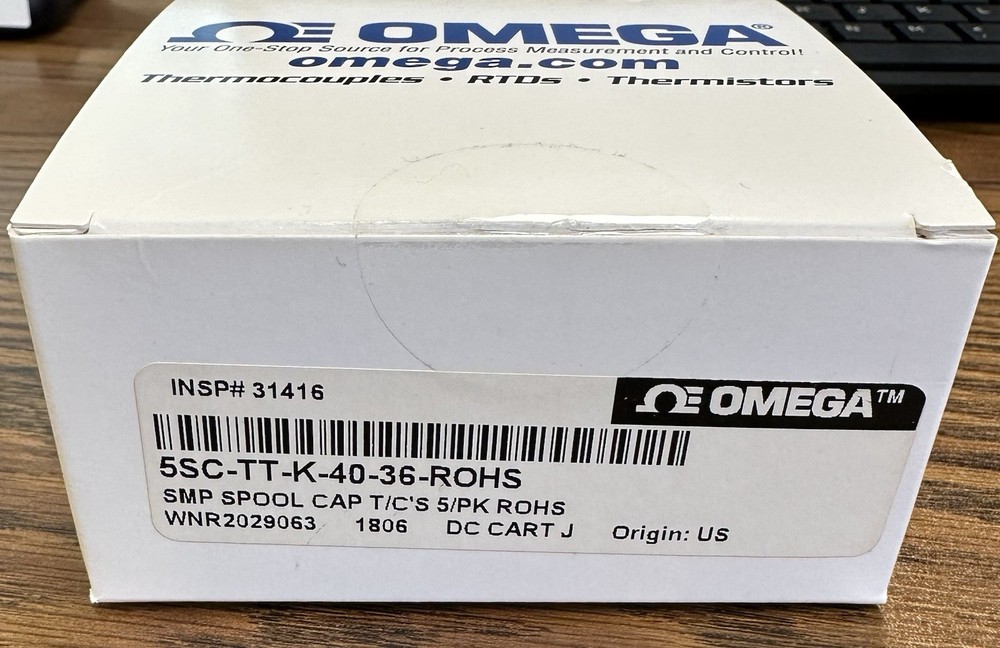 OMEGA®
Your One-Stop Source for Process Measurement and Control!
omega.com
Thermocouples • RTDs • Thermistors
INSP# 31416
OMEGA™
5SC-TT-K-40-36-ROHS
SMP SPOOL CAP T/C'S 5/PK ROHS
WNR2029063 1806 DC CART J Origin: US